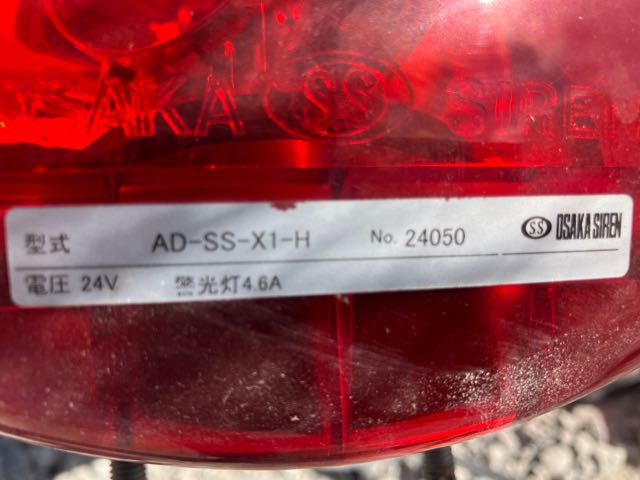 OSAKA SS SIRE
型式 AD-SS-X1-H No. 24050 SS OSAKA SIREN
電圧 24V 警光灯4.6A